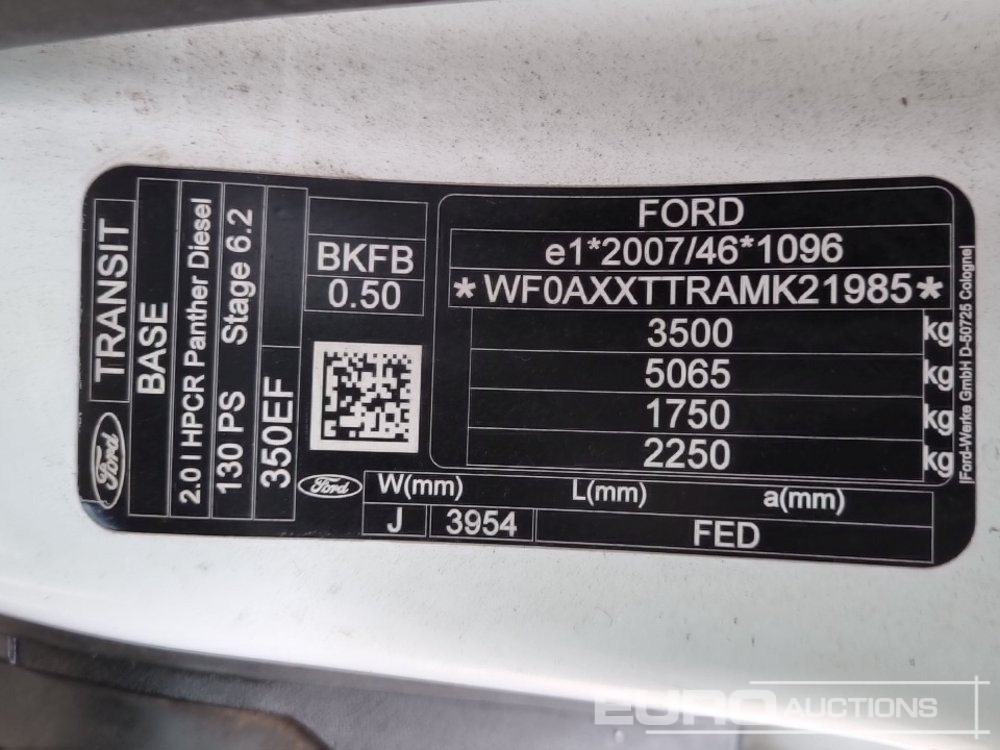 Ford TRANSIT
BASE
2.0 l HPCR Panther Diesel
130 PS Stage 6.2
350EF
BKFB
0.50
FORD
e1*2007/46*1096
*WF0AXXTTRAMK21985*
3500 kg
5065 kg
1750 kg
2250 kg
Ford-Werke GmbH D-50725 Cologne
Ford
W(mm) L(mm) a(mm)
J 3954 FED
EURO AUCTIONS